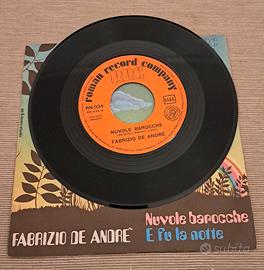 roman record company
RRC
RN 034
SIAE
NUVOLE BAROCCHE
FABRIZIO DE ANDRE'
Nuvole barocche
FABRIZIO DE ANDRE'
E fu la notte
subito